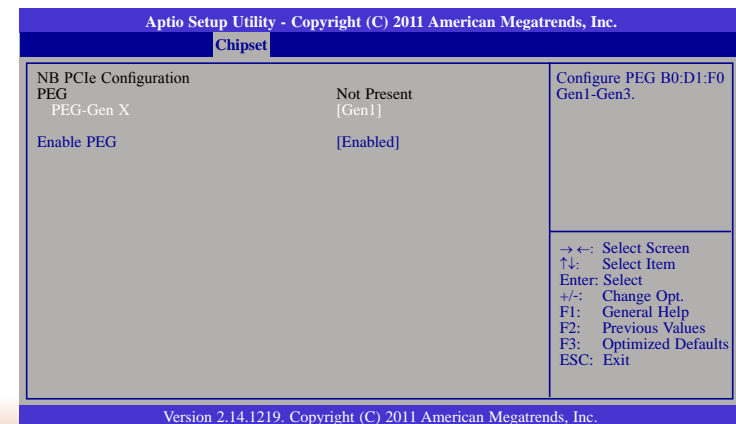 Aptio Setup Utility - Copyright (C) 2011 American Megatrends, Inc.
Chipset
NB PCIe Configuration
PEG Not Present
PEG-Gen X [Gen1]
Enable PEG [Enabled]
Configure PEG B0:D1:F0
Gen1-Gen3.
→←: Select Screen
↑↓: Select Item
Enter: Select
+/-: Change Opt.
F1: General Help
F2: Previous Values
F3: Optimized Defaults
ESC: Exit
Version 2.14.1219. Copyright (C) 2011 American Megatrends, Inc.